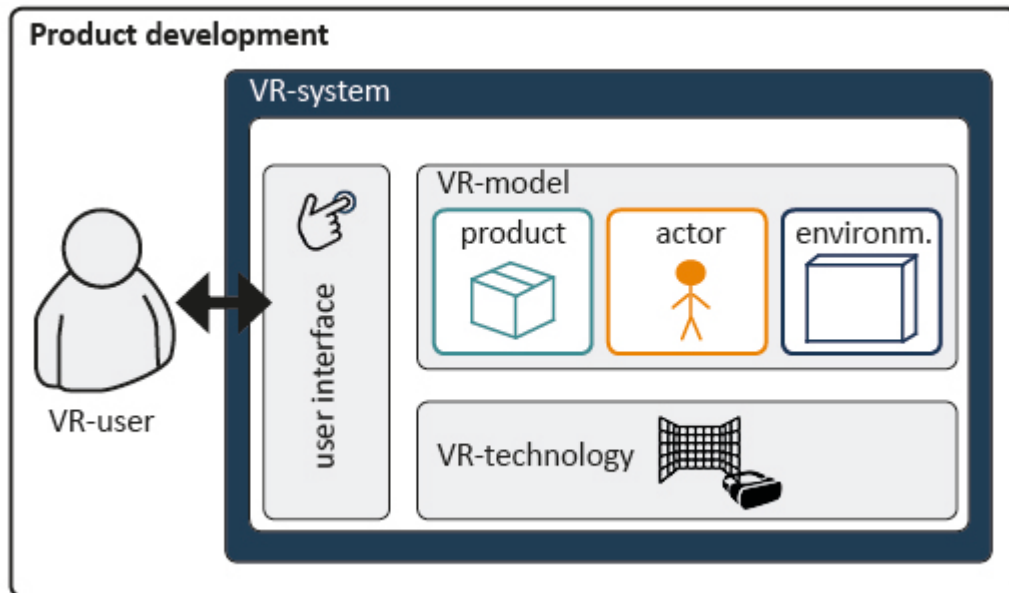 Product development
VR-system
VR-model
product
actor
environm.
user interface
VR-user
VR-technology